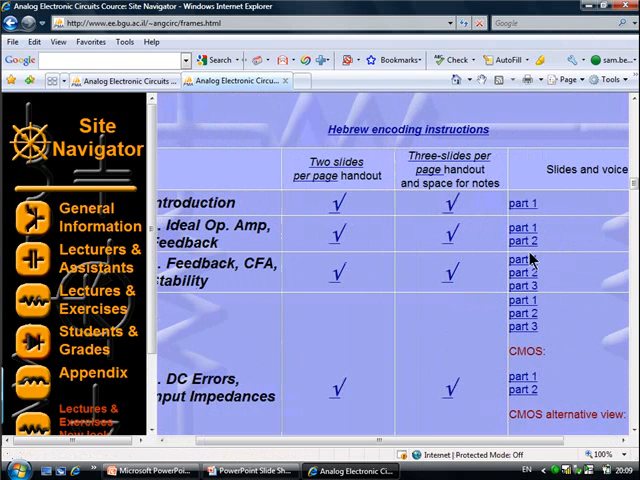 Analog Electronic Circuits Cource: Site Navigator - Windows Internet Explorer
http://www.ee.bgu.ac.il/~angcirc/frames.html
Google
File Edit View Favorites Tools Help
Google
Search
Bookmarks
Check
AutoFill
sam.be
Analog Electronic Circuits ...
Analog Electronic Circu...
Page
Tools
Site
Navigator
General
Information
Lecturers &
Assistants
Lectures &
Exercises
Students &
Grades
Appendix
Lectures &
Exercises
New look
Hebrew encoding instructions
Two slides
per page handout
Three-slides per
page handout
and space for notes
Slides and voice
ntroduction
√ √
part 1
. Ideal Op. Amp,
Feedback
√ √
part 1
part 2
. Feedback, CFA,
Stability
√ √
part
part 2
part 3
. DC Errors,
nput Impedances
√ √
part 1
part 2
part 3
CMOS:
part 1
part 2
CMOS alternative view:
Internet | Protected Mode: Off
100%
Microsoft PowerPoi...
PowerPoint Slide Sh...
Analog Electronic Ci...
EN
20:09